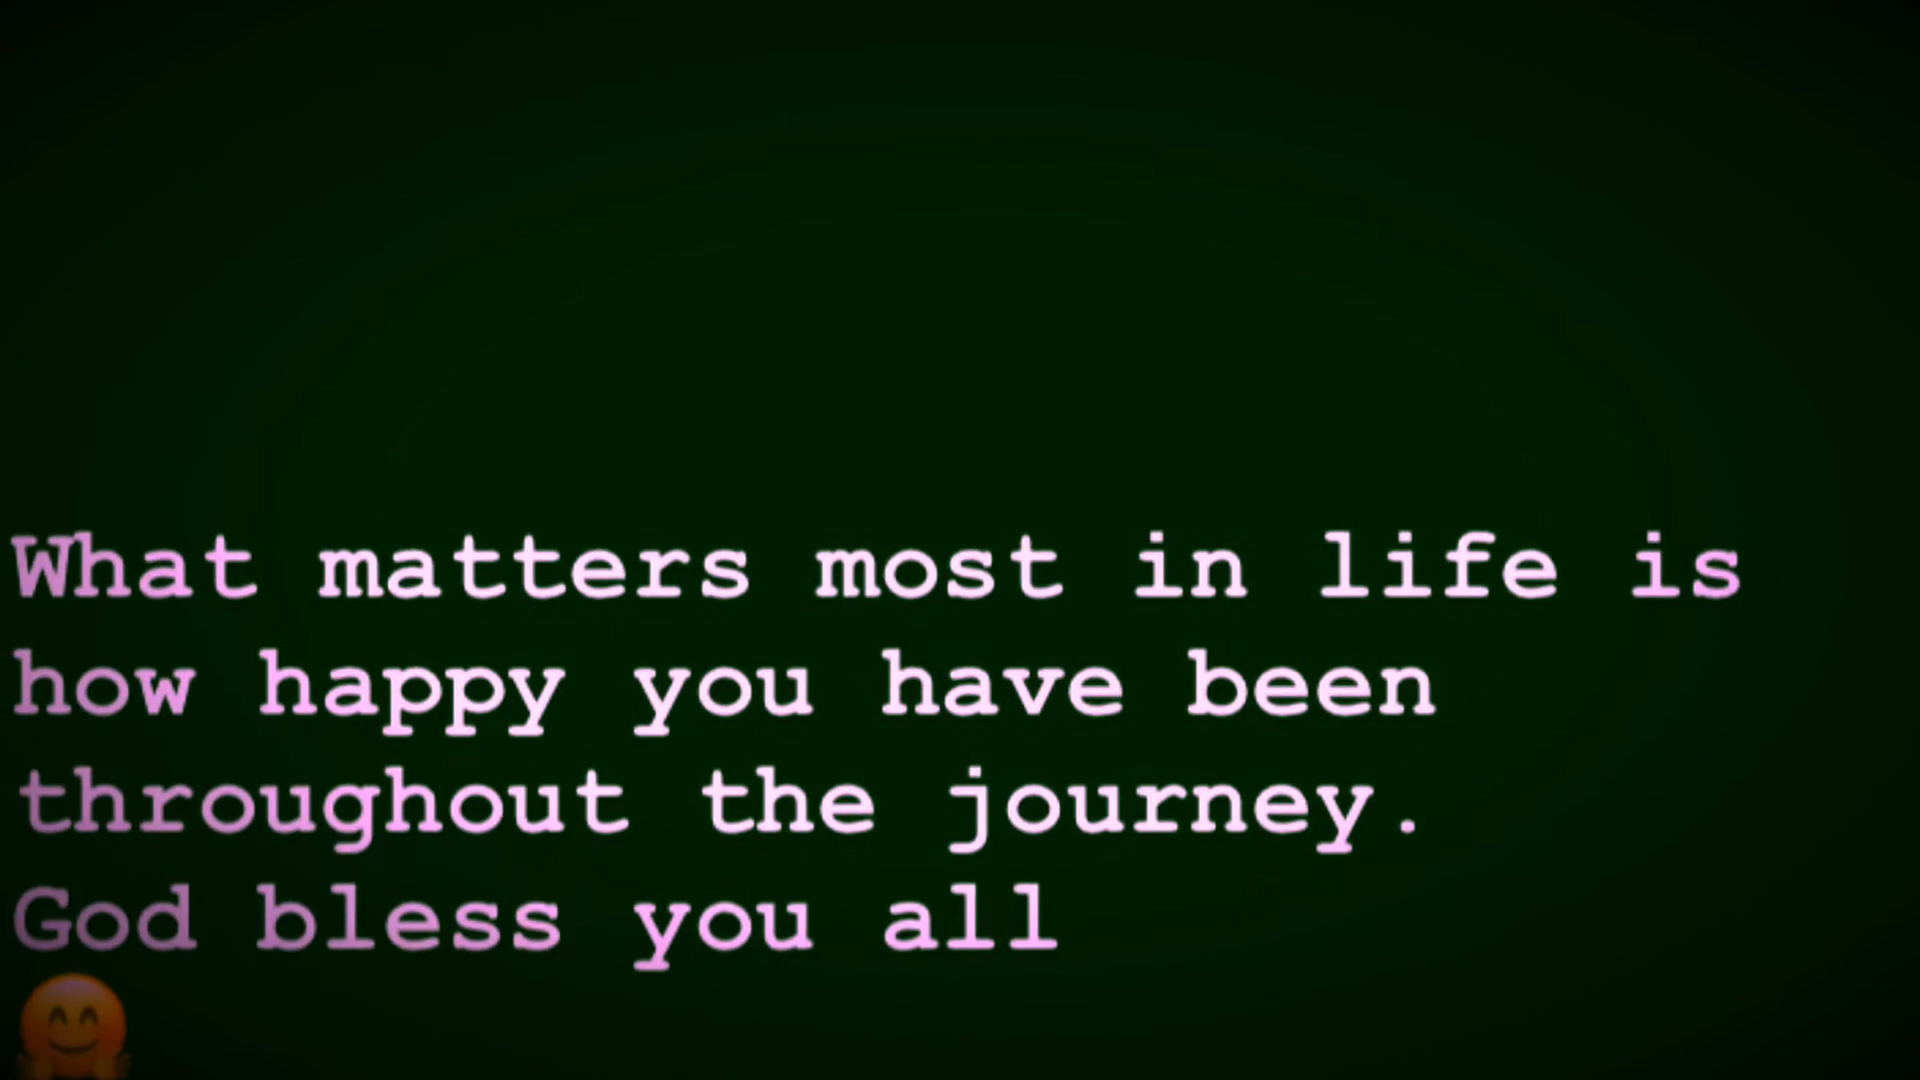 What matters most in life is
how happy you have been
throughout the journey.
God bless you all
🤗